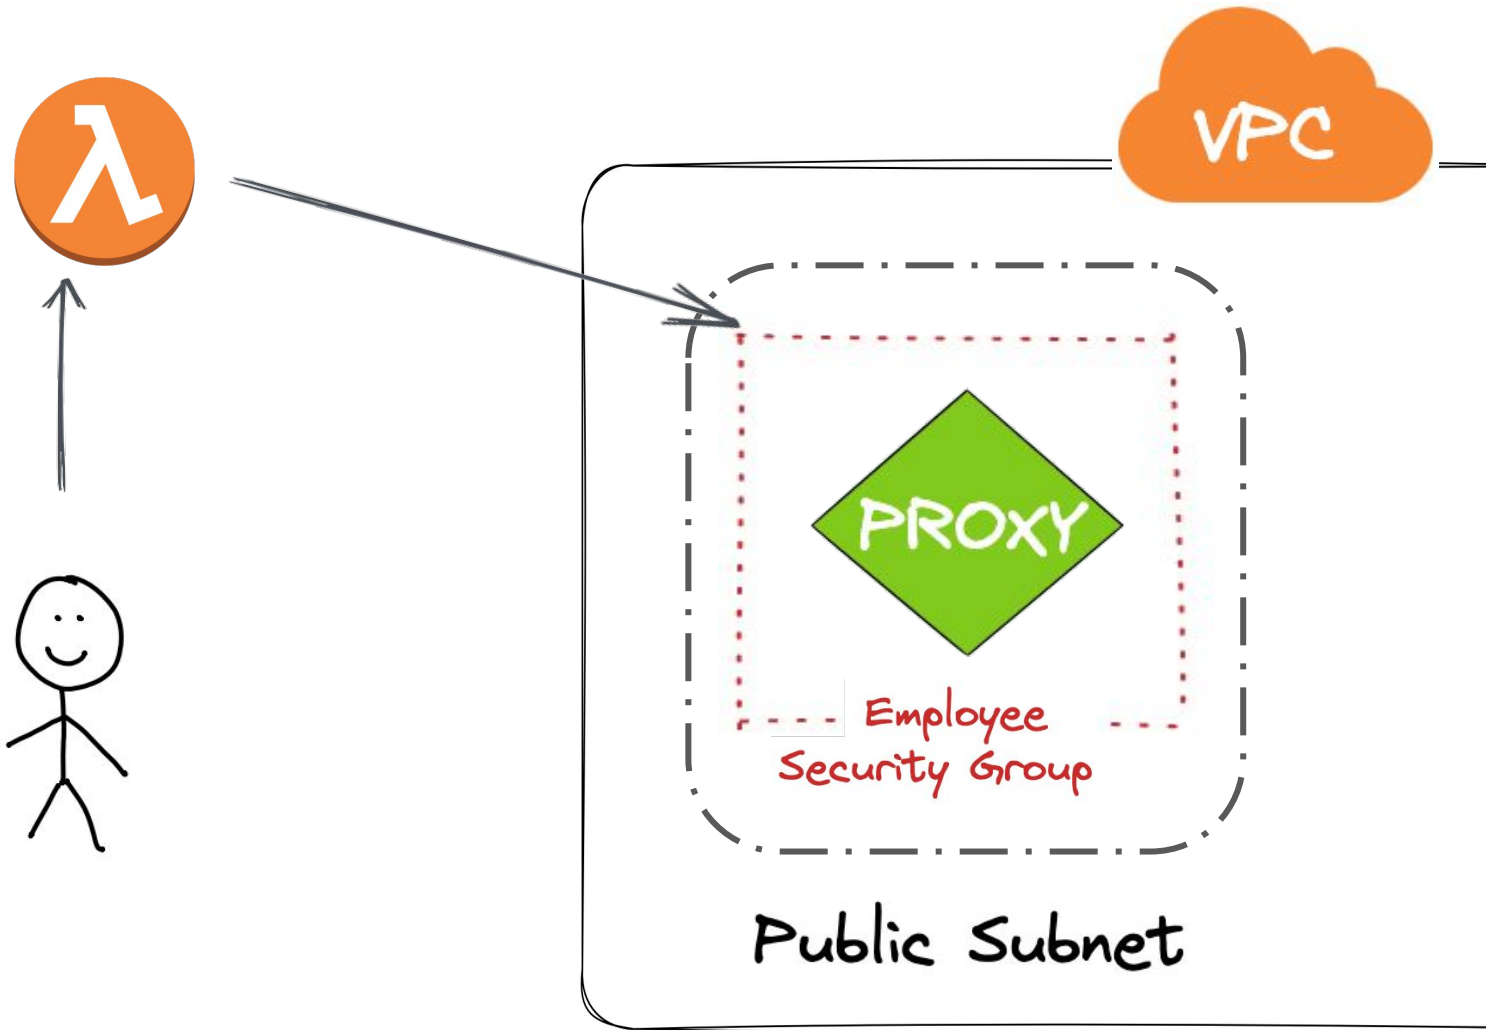 VPC
PROXY
Employee
Security Group
Public Subnet